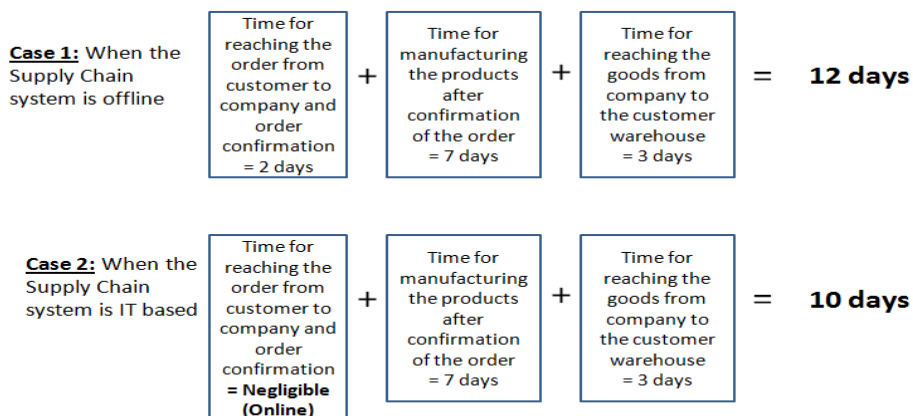 Case 1: When the
Supply Chain
system is offline
Time for
reaching the
order from
customer to
company and
order
confirmation
= 2 days
+
Time for
manufacturing
the products
after
confirmation
of the order
= 7 days
+
Time for
reaching the
goods from
company to
the customer
warehouse
= 3 days
=
12 days
Case 2: When the
Supply Chain
system is IT based
Time for
reaching the
order from
customer to
company and
order
confirmation
= Negligible
(Online)
+
Time for
manufacturing
the products
after
confirmation
of the order
= 7 days
+
Time for
reaching the
goods from
company to
the customer
warehouse
= 3 days
=
10 days